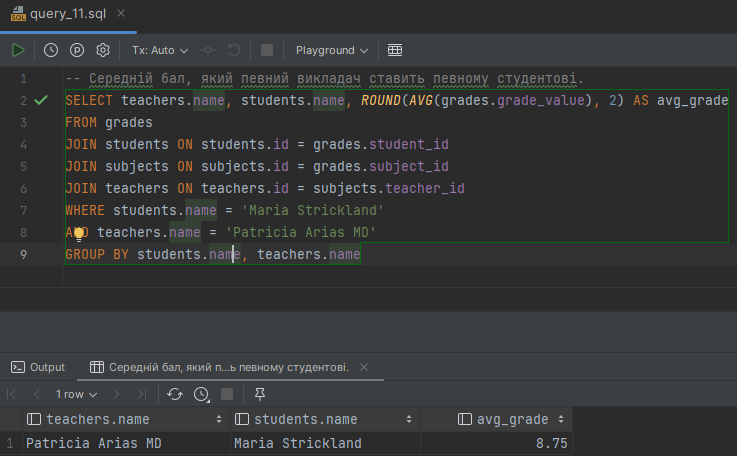 query_11.sql
Tx: Auto
Playground
1 -- Середній бал, який певний викладач ставить певному студентові.
2 SELECT teachers.name, students.name, ROUND(AVG(grades.grade_value), 2) AS avg_grade
3 FROM grades
4 JOIN students ON students.id = grades.student_id
5 JOIN subjects ON subjects.id = grades.subject_id
6 JOIN teachers ON teachers.id = subjects.teacher_id
7 WHERE students.name = 'Maria Strickland'
8 AND teachers.name = 'Patricia Arias MD'
9 GROUP BY students.name, teachers.name
Output
Середній бал, який п...ь певному студентові.
1 row
teachers.name students.name avg_grade
1 Patricia Arias MD Maria Strickland 8.75